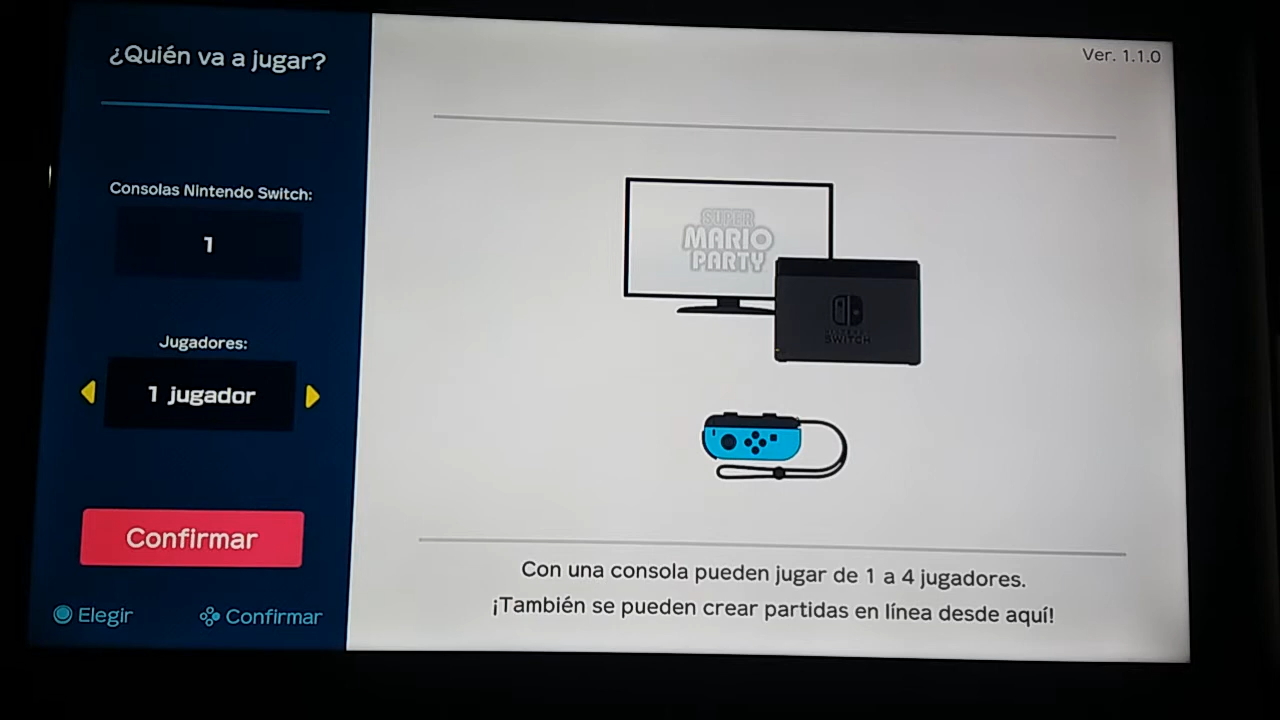 ¿Quién va a jugar?
Ver. 1.1.0
Consolas Nintendo Switch:
1
SUPER
MARIO
PARTY
SWITCH
Jugadores:
1 jugador
Confirmar
Con una consola pueden jugar de 1 a 4 jugadores.
¡También se pueden crear partidas en línea desde aquí!
Elegir
Confirmar